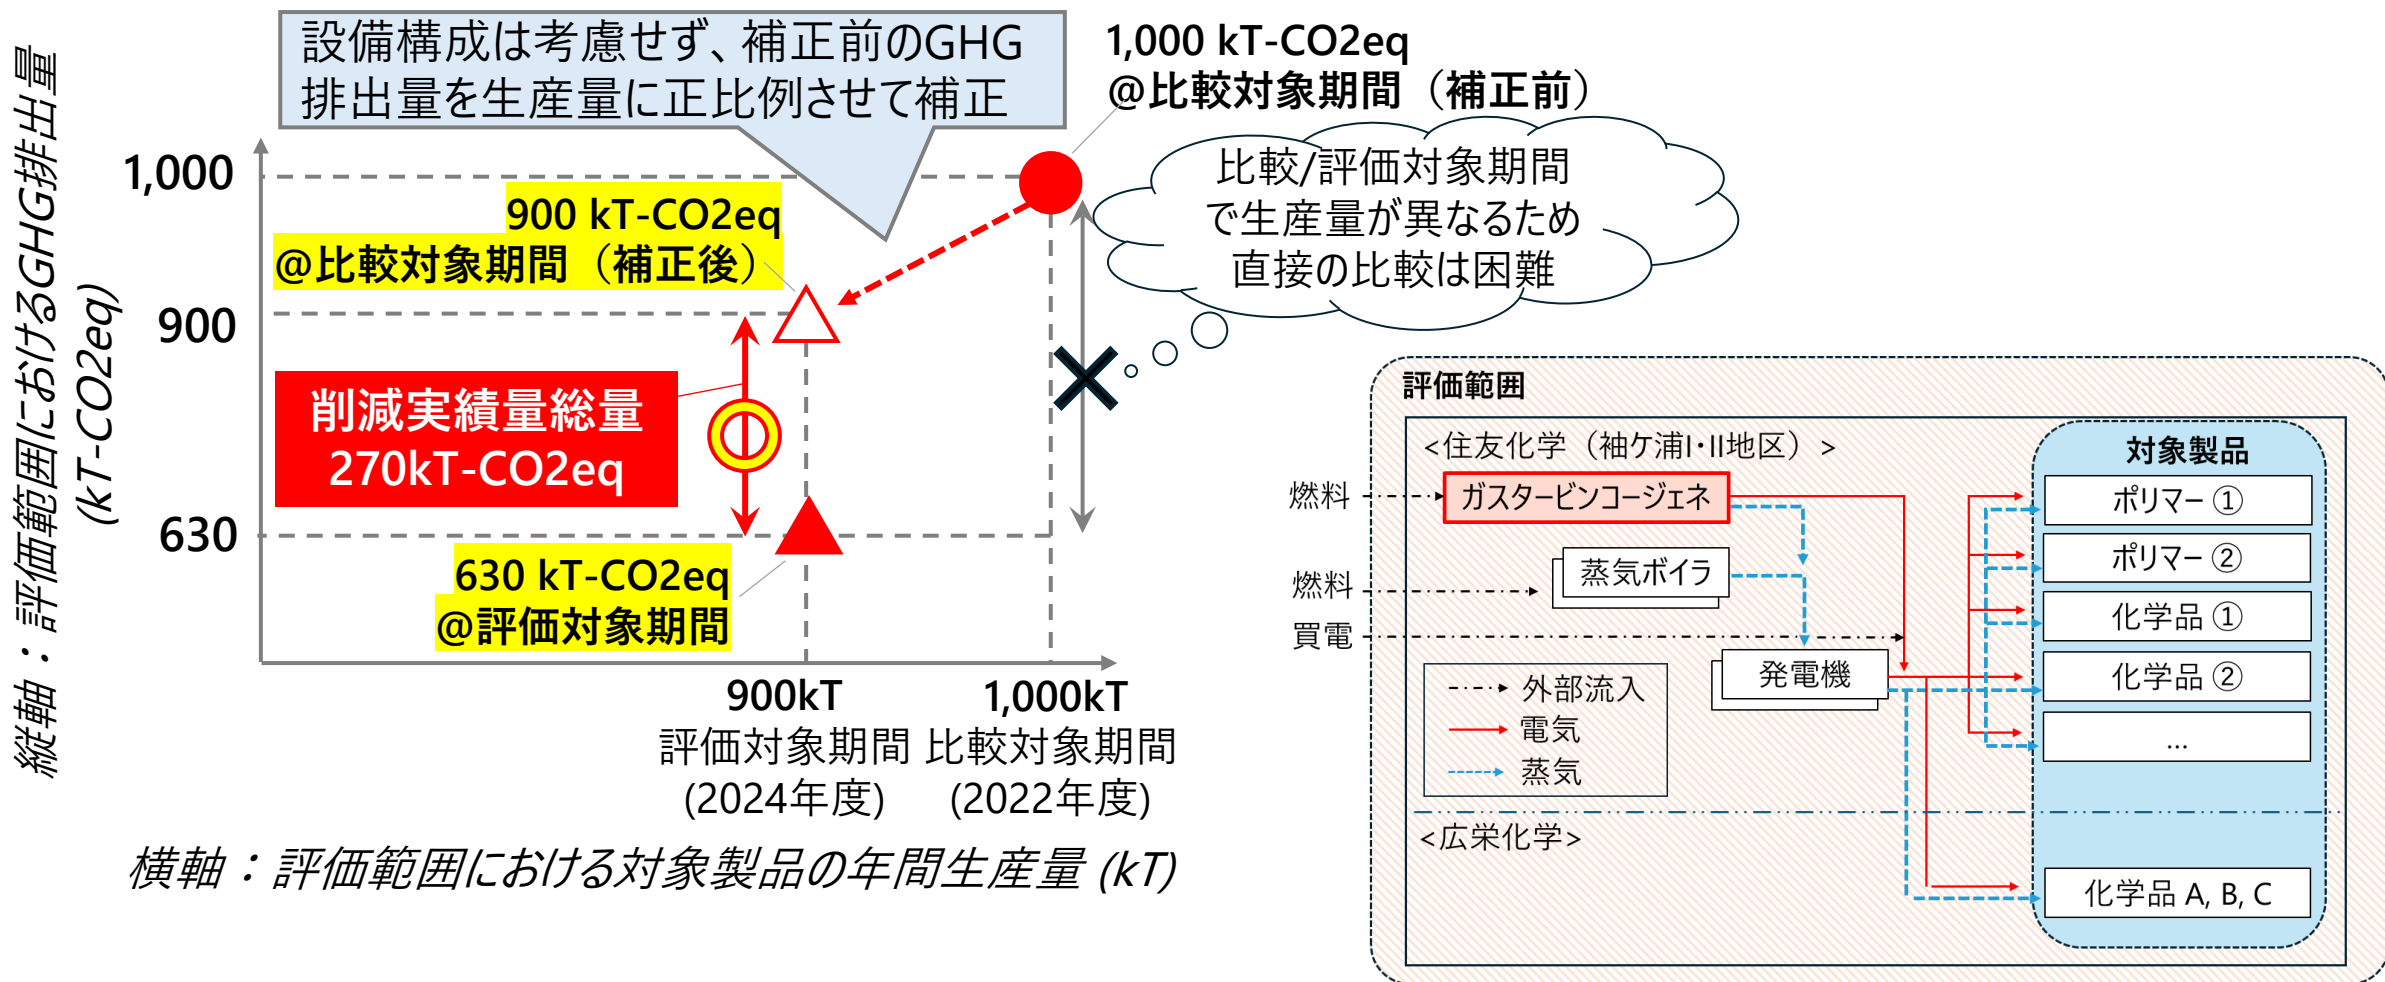 縦軸：評価範囲におけるGHG排出量
(kT-CO2eq)
設備構成は考慮せず、補正前のGHG
排出量を生産量に正比例させて補正
1,000 kT-CO2eq
@比較対象期間（補正前）
比較/評価対象期間
で生産量が異なるため
直接の比較は困難
1,000
900 kT-CO2eq
@比較対象期間（補正後）
900
削減実績量総量
270kT-CO2eq
630
630 kT-CO2eq
@評価対象期間
900kT
評価対象期間
(2024年度)
1,000kT
比較対象期間
(2022年度)
横軸：評価範囲における対象製品の年間生産量 (kT)
評価範囲
<住友化学（袖ケ浦I・II地区）>
対象製品
燃料
ガスタービンコージェネ
ポリマー ①
ポリマー ②
燃料
蒸気ボイラ
化学品 ①
買電
発電機
化学品 ②
外部流入
電気
蒸気
...
<広栄化学>
化学品 A, B, C